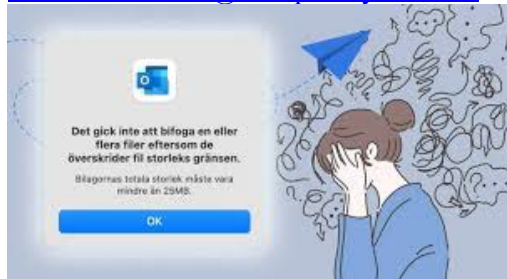 Det gick inte att bifoga en eller
flera filer eftersom de
överskrider fil storleks gränsen.
Bilagornas totala storlek måste vara
mindre än 25MB.
OK